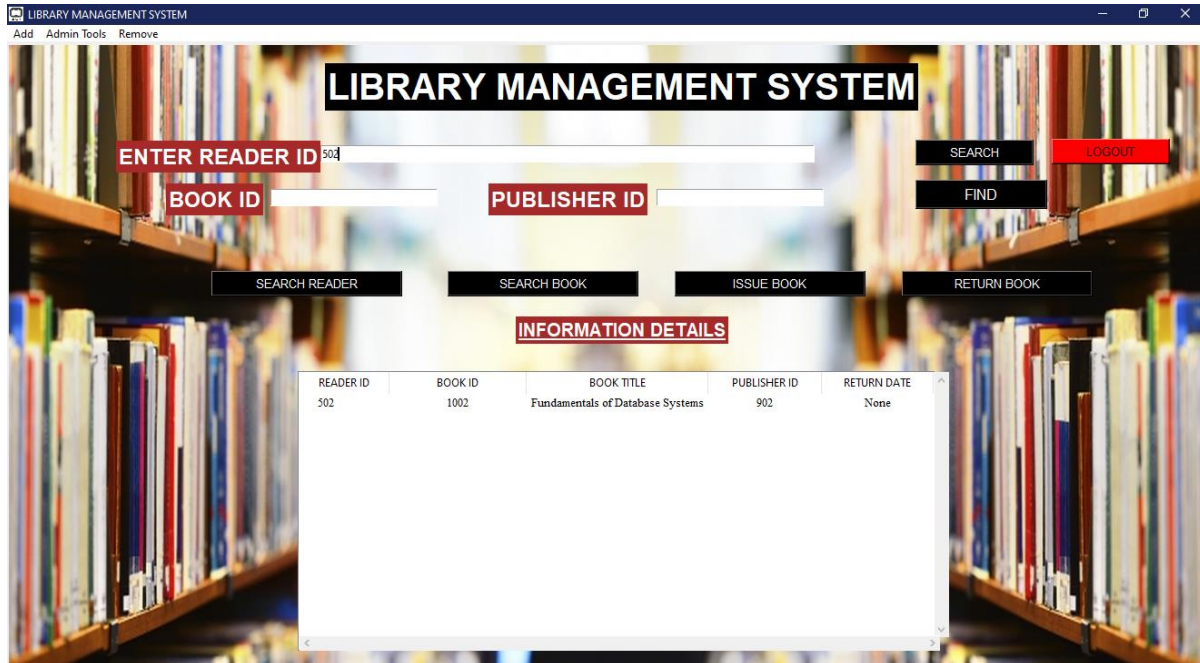 LIBRARY MANAGEMENT SYSTEM
Add Admin Tools Remove
LIBRARY MANAGEMENT SYSTEM
ENTER READER ID 502 SEARCH LOGOUT
BOOK ID PUBLISHER ID FIND
SEARCH READER SEARCH BOOK ISSUE BOOK RETURN BOOK
INFORMATION DETAILS
READER ID BOOK ID BOOK TITLE PUBLISHER ID RETURN DATE
502 1002 Fundamentals of Database Systems 902 None